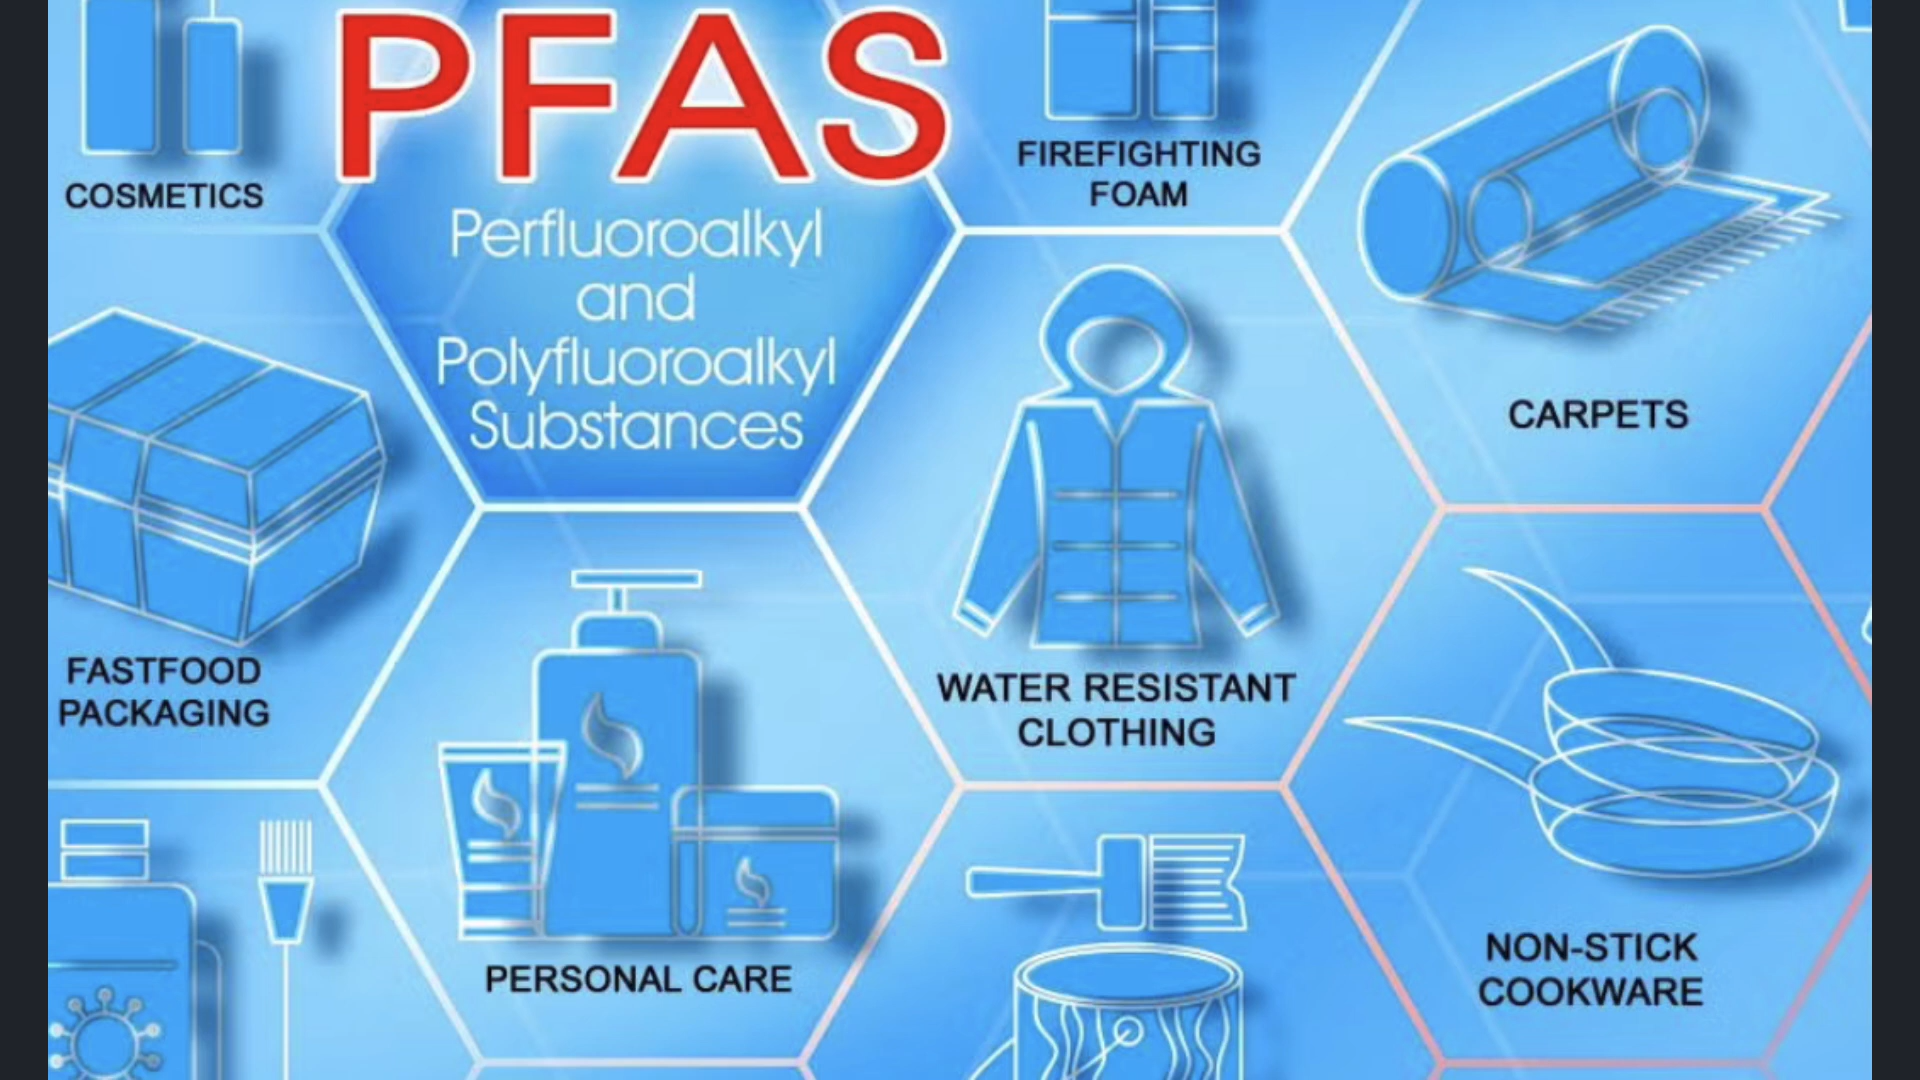 PFAS
Perfluoroalkyl
and
Polyfluoroalkyl
Substances
COSMETICS
FIREFIGHTING
FOAM
CARPETS
FASTFOOD
PACKAGING
WATER RESISTANT
CLOTHING
PERSONAL CARE
NON-STICK
COOKWARE